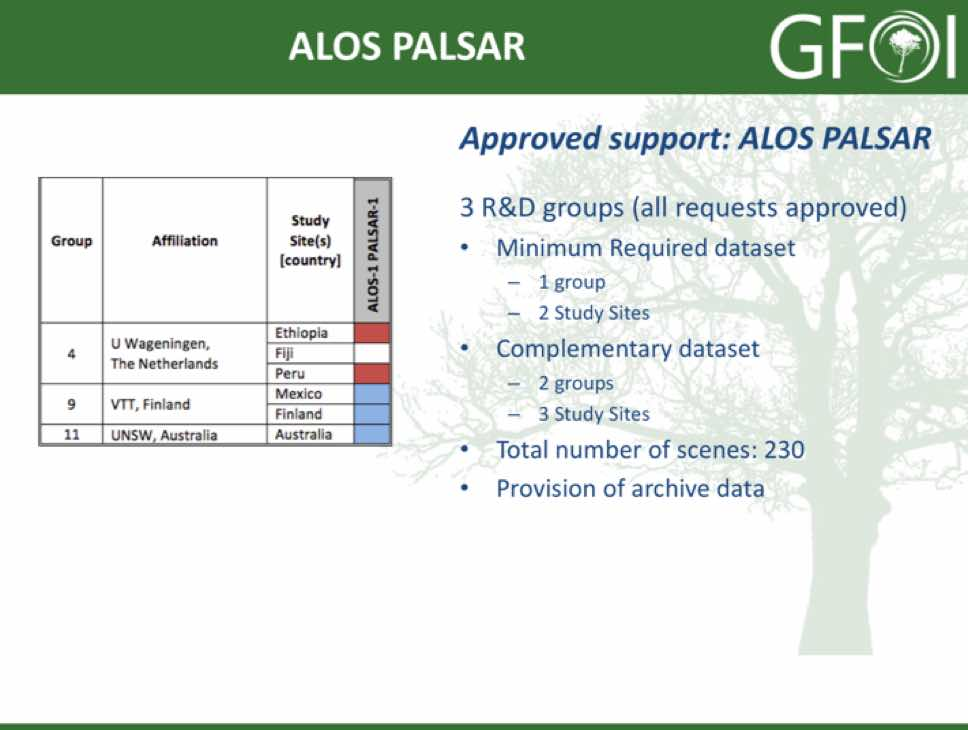 ALOS PALSAR
GFOI
Approved support: ALOS PALSAR
Group
Affiliation
Study
Site(s)
[country]
ALOS-1 PALSAR-1
4
U Wageningen,
The Netherlands
Ethiopia
Fiji
Peru
9
VTT, Finland
Mexico
Finland
11
UNSW, Australia
Australia
3 R&D groups (all requests approved)
• Minimum Required dataset
– 1 group
– 2 Study Sites
• Complementary dataset
– 2 groups
– 3 Study Sites
• Total number of scenes: 230
• Provision of archive data